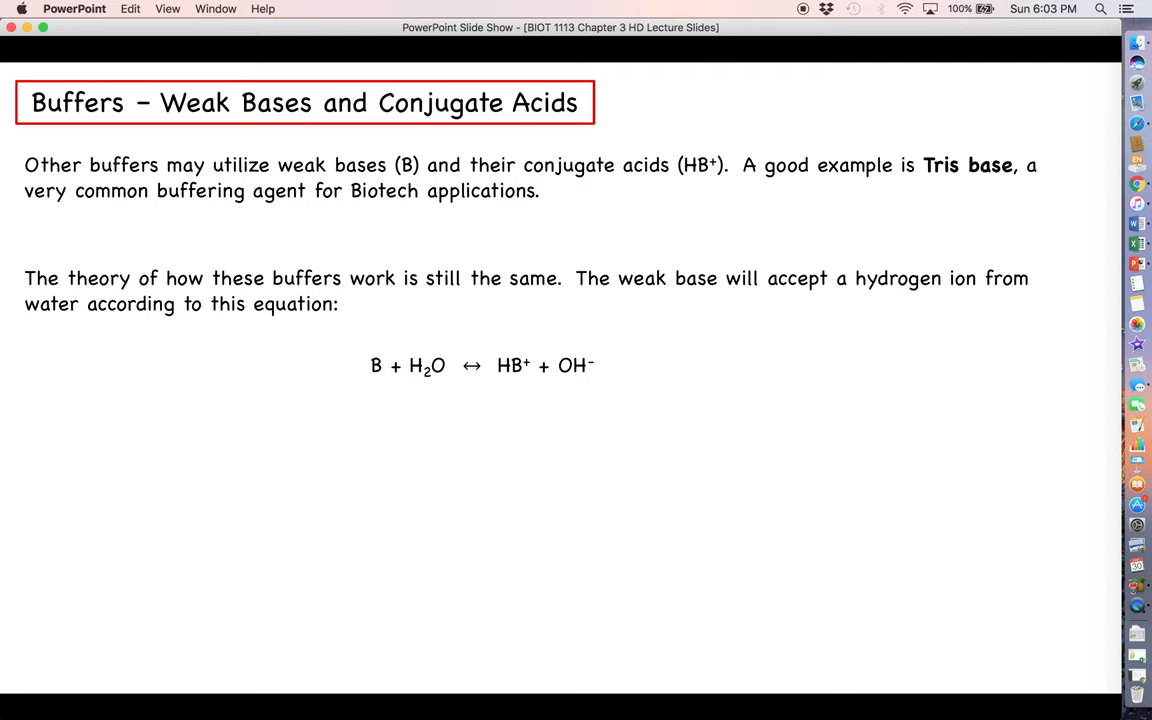 PowerPoint Edit View Window Help 100% Sun 6:03 PM
PowerPoint Slide Show - [BIOT 1113 Chapter 3 HD Lecture Slides]
Buffers – Weak Bases and Conjugate Acids
Other buffers may utilize weak bases (B) and their conjugate acids (HB⁺). A good example is Tris base, a
very common buffering agent for Biotech applications.
The theory of how these buffers work is still the same. The weak base will accept a hydrogen ion from
water according to this equation:
B + H₂O ↔ HB⁺ + OH⁻